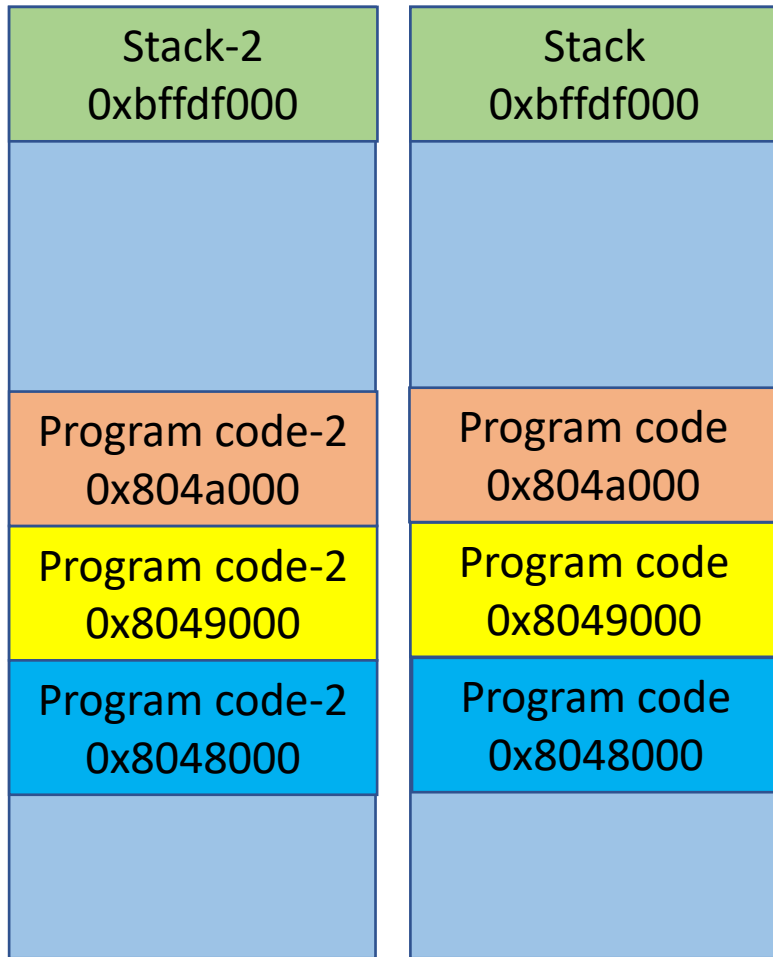 Stack-2
0xbffdf000
Program code-2
0x804a000
Program code-2
0x8049000
Program code-2
0x8048000
Stack
0xbffdf000
Program code
0x804a000
Program code
0x8049000
Program code
0x8048000